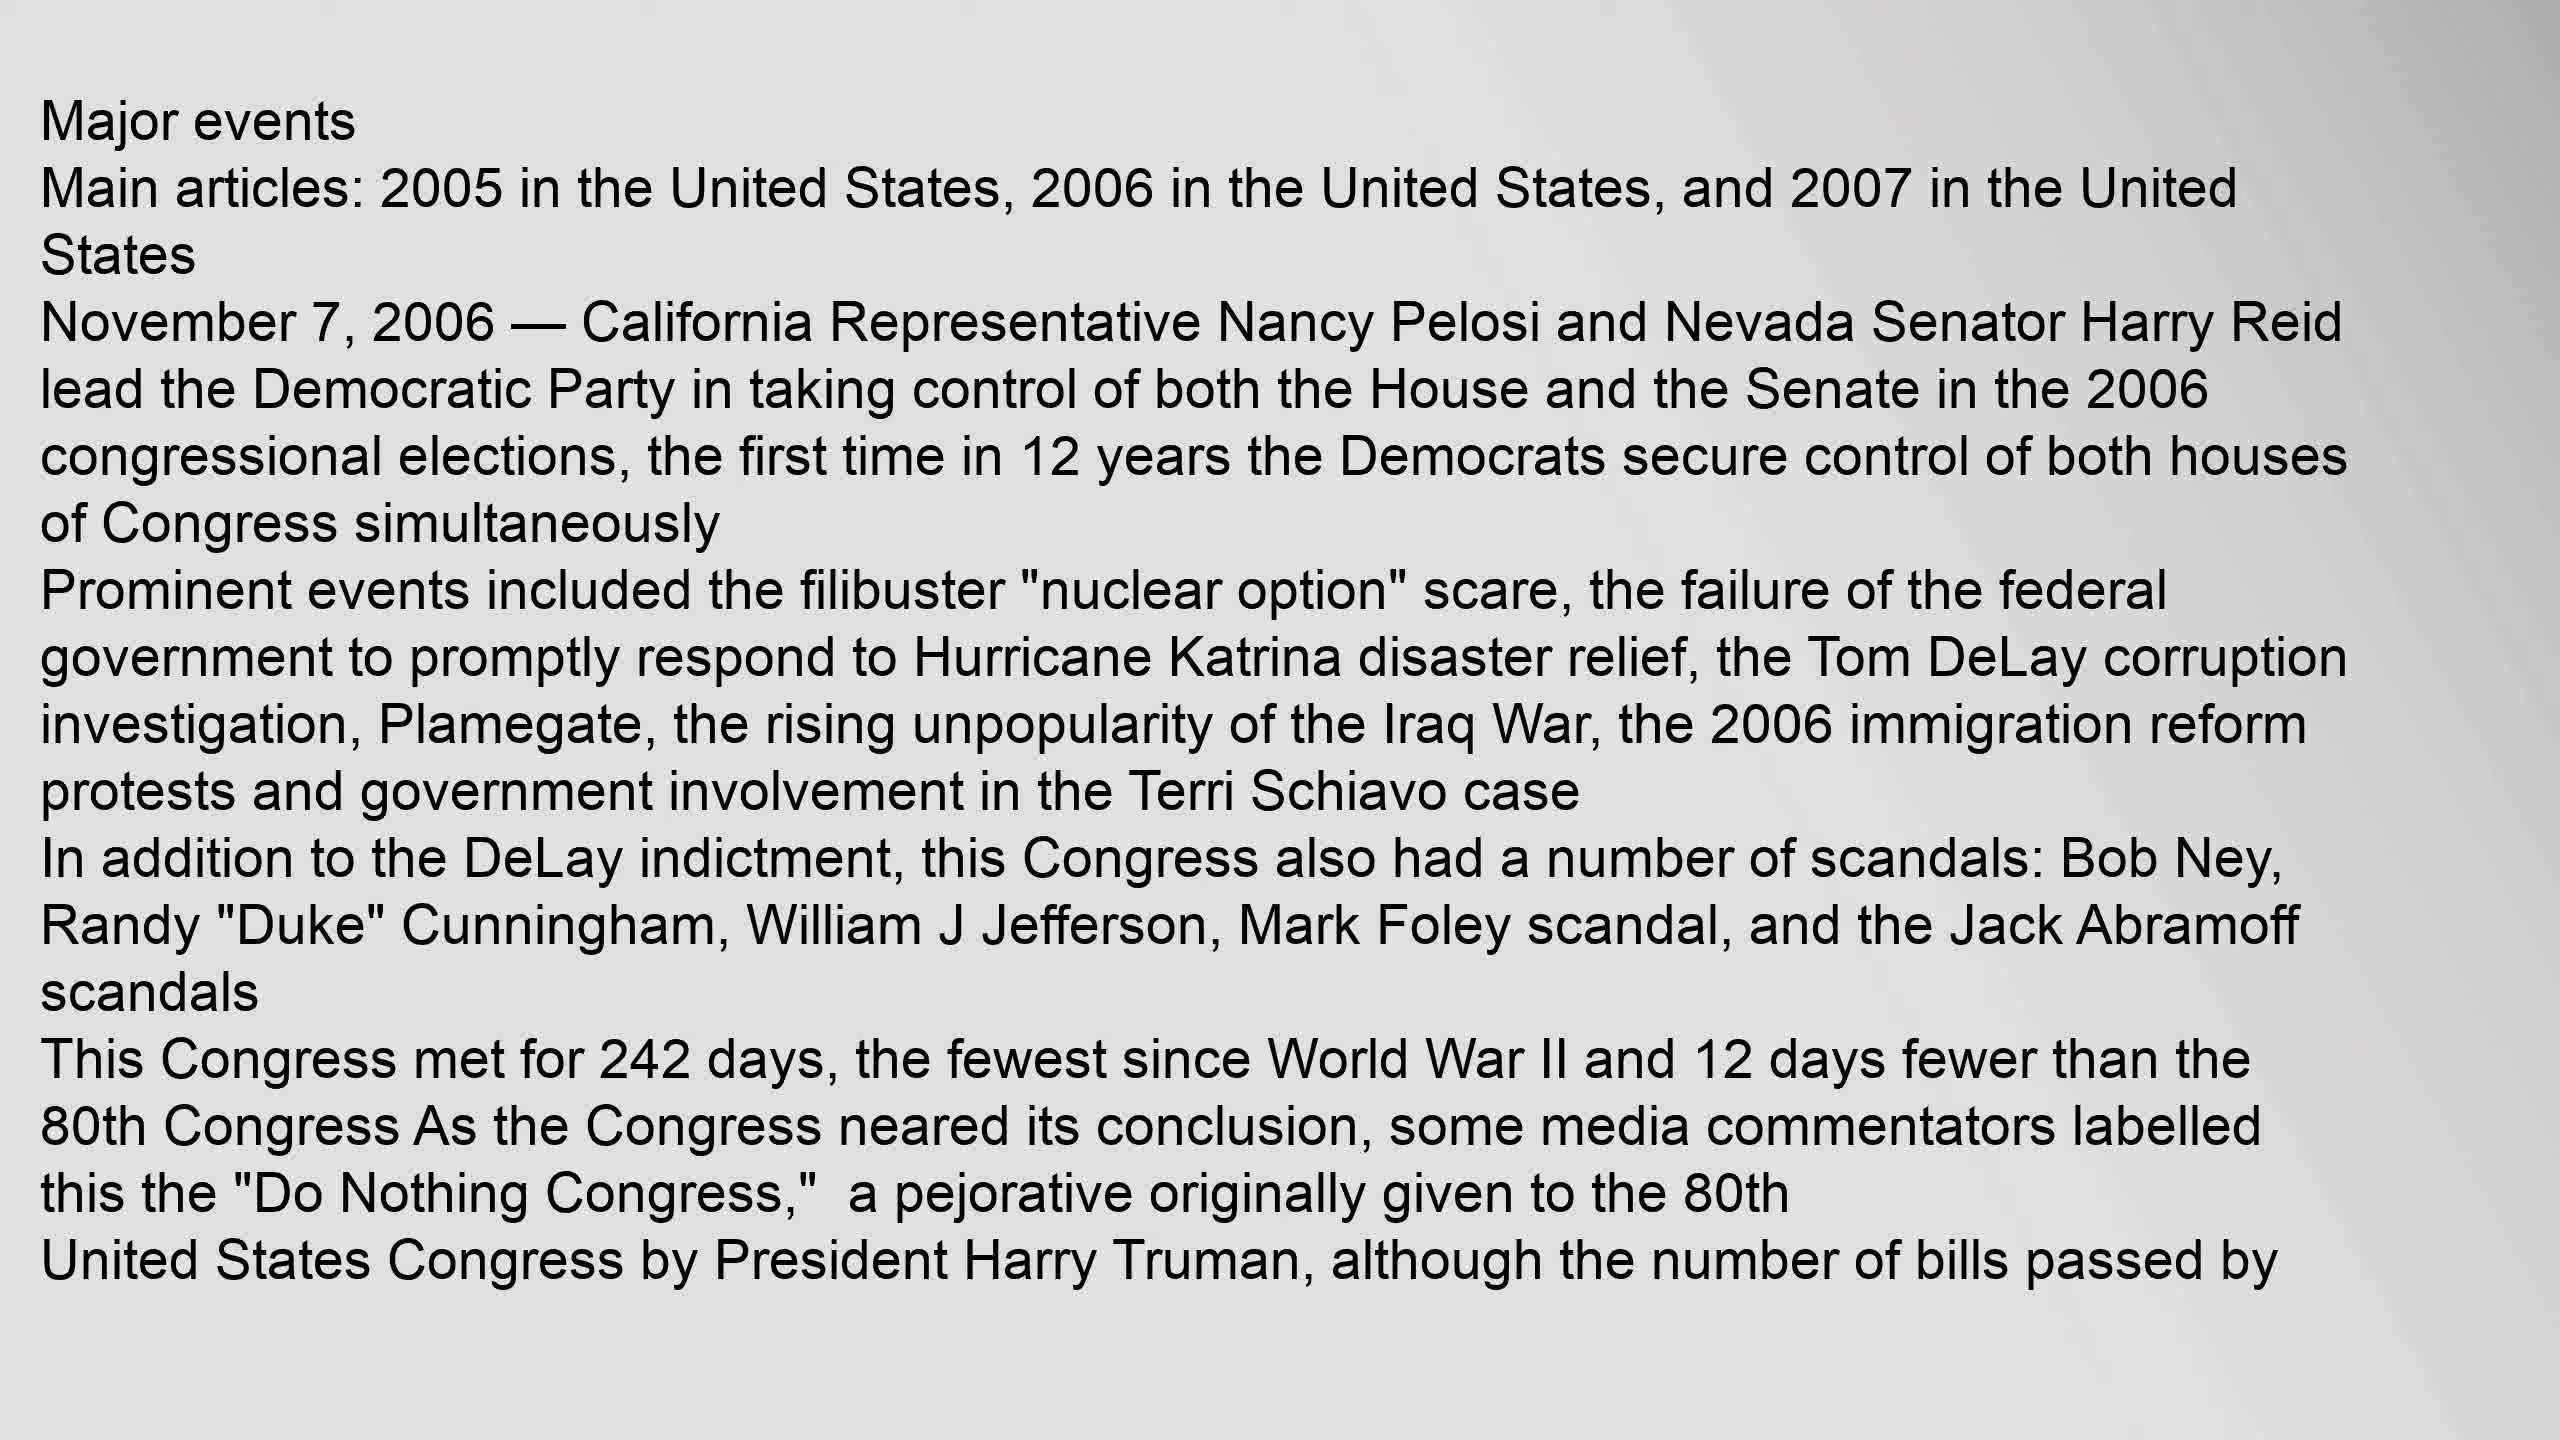 Major events
Main articles: 2005 in the United States, 2006 in the United States, and 2007 in the United
States
November 7, 2006 — California Representative Nancy Pelosi and Nevada Senator Harry Reid
lead the Democratic Party in taking control of both the House and the Senate in the 2006
congressional elections, the first time in 12 years the Democrats secure control of both houses
of Congress simultaneously
Prominent events included the filibuster "nuclear option" scare, the failure of the federal
government to promptly respond to Hurricane Katrina disaster relief, the Tom DeLay corruption
investigation, Plamegate, the rising unpopularity of the Iraq War, the 2006 immigration reform
protests and government involvement in the Terri Schiavo case
In addition to the DeLay indictment, this Congress also had a number of scandals: Bob Ney,
Randy "Duke" Cunningham, William J Jefferson, Mark Foley scandal, and the Jack Abramoff
scandals
This Congress met for 242 days, the fewest since World War II and 12 days fewer than the
80th Congress As the Congress neared its conclusion, some media commentators labelled
this the "Do Nothing Congress,"  a pejorative originally given to the 80th
United States Congress by President Harry Truman, although the number of bills passed by